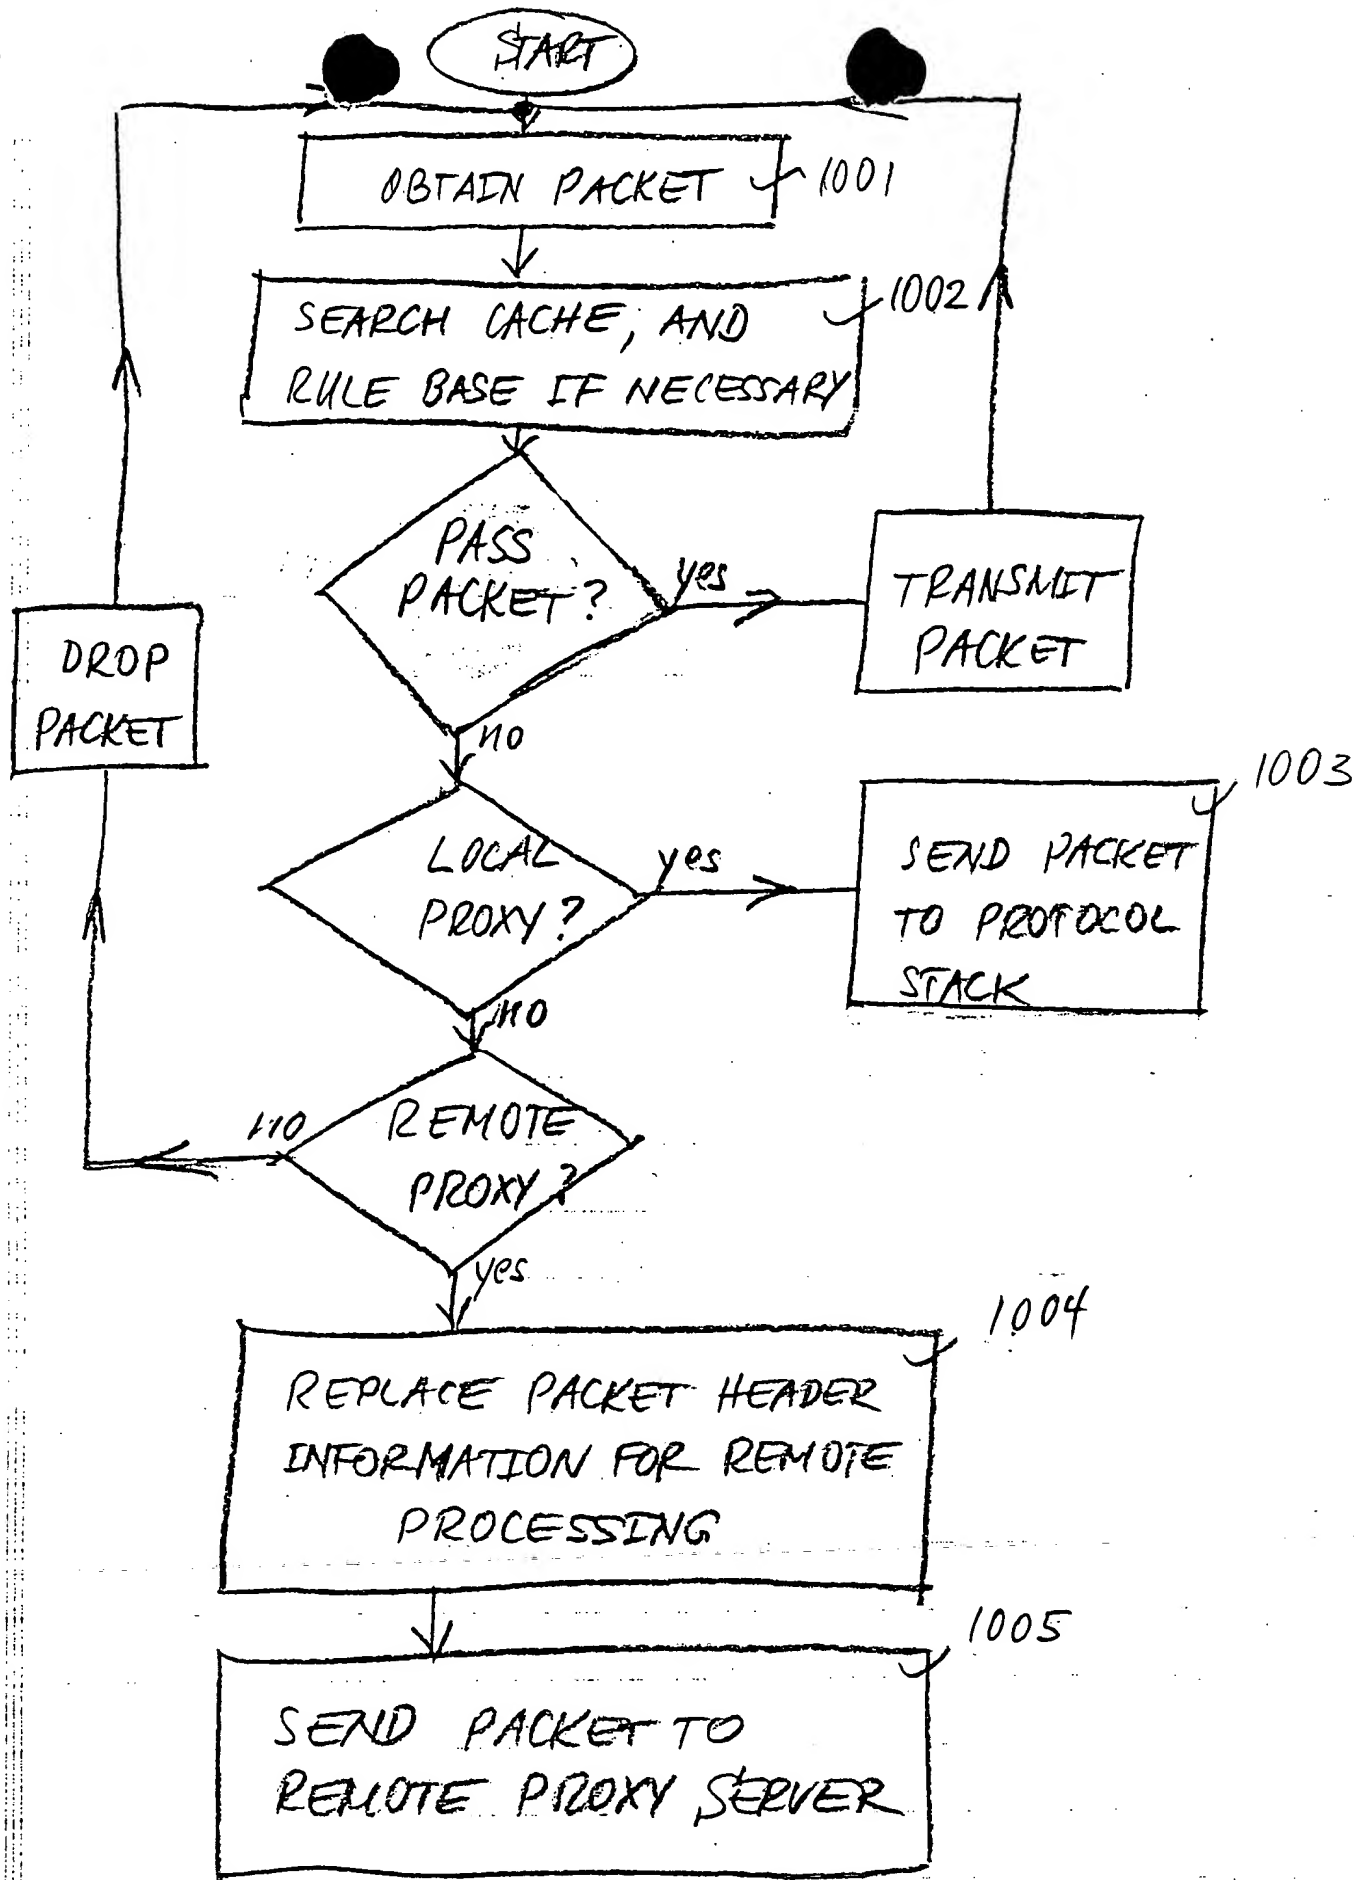 START
OBTAIN PACKET 1001
SEARCH CACHE, AND 1002
RULE BASE IF NECESSARY
PASS
PACKET?
yes
TRANSMIT
PACKET
DROP
PACKET
no
LOCAL
PROXY?
yes
1003
SEND PACKET
TO PROTOCOL
STACK
no
REMOTE
PROXY?
no
yes
1004
REPLACE PACKET HEADER
INFORMATION FOR REMOTE
PROCESSING
1005
SEND PACKET TO
REMOTE PROXY SERVER